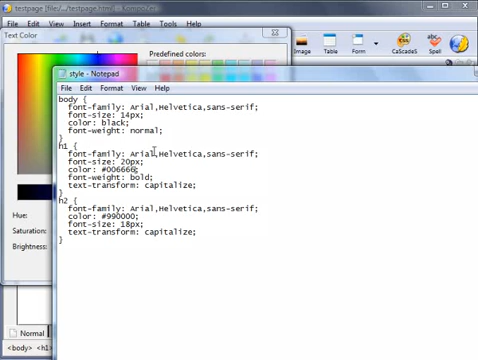 testpage [file:/.../testpage.html] - KompoZer
File Edit View Insert Format Table Tools Help
Text Color
Predefined colors:
Image Table Form CaScadeS Spell
style - Notepad
File Edit Format View Help
body {
font-family: Arial,Helvetica,sans-serif;
font-size: 14px;
color: black;
font-weight: normal;
}
h1 {
font-family: Arial,Helvetica,sans-serif;
font-size: 20px;
color: #006666;
font-weight: bold;
text-transform: capitalize;
}
h2 {
font-family: Arial,Helvetica,sans-serif;
color: #990000;
font-size: 18px;
text-transform: capitalize;
}
Hue:
Saturation:
Brightness:
Normal
<body> <h1>